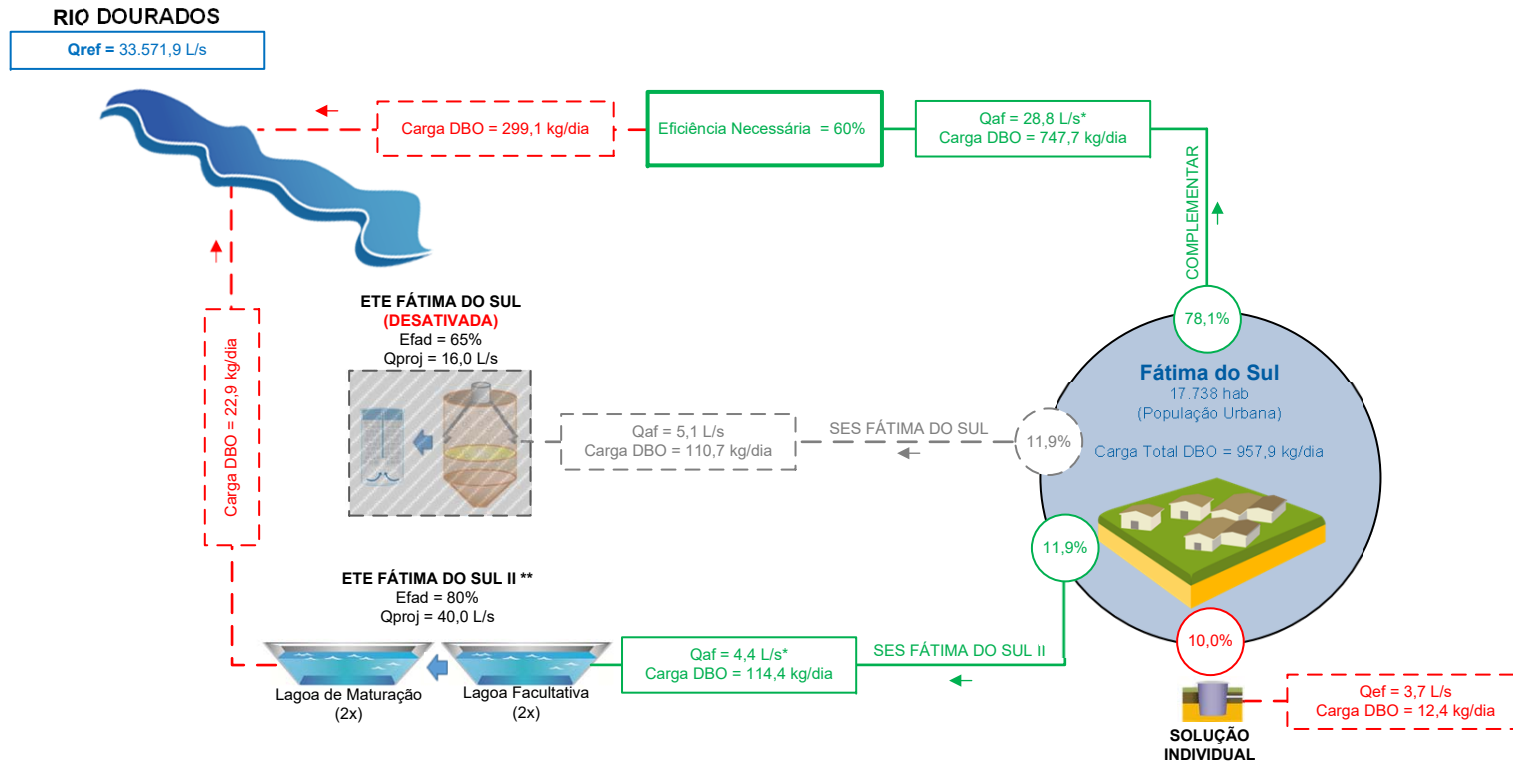 RIO DOURADOS
Qref = 33.571,9 L/s
Carga DBO = 299,1 kg/dia
Eficiência Necessária = 60%
Qaf = 28,8 L/s*
Carga DBO = 747,7 kg/dia
COMPLEMENTAR
78,1%
Fátima do Sul
17.738 hab
(População Urbana)
Carga Total DBO = 957,9 kg/dia
ETE FÁTIMA DO SUL
(DESATIVADA)
Efad = 65%
Qproj = 16,0 L/s
Qaf = 5,1 L/s
Carga DBO = 110,7 kg/dia
SES FÁTIMA DO SUL
11,9%
Carga DBO = 22,9 kg/dia
11,9%
ETE FÁTIMA DO SUL II **
Efad = 80%
Qproj = 40,0 L/s
Lagoa de Maturação
(2x)
Lagoa Facultativa
(2x)
Qaf = 4,4 L/s*
Carga DBO = 114,4 kg/dia
SES FÁTIMA DO SUL II
10,0%
SOLUÇÃO
INDIVIDUAL
Qef = 3,7 L/s
Carga DBO = 12,4 kg/dia